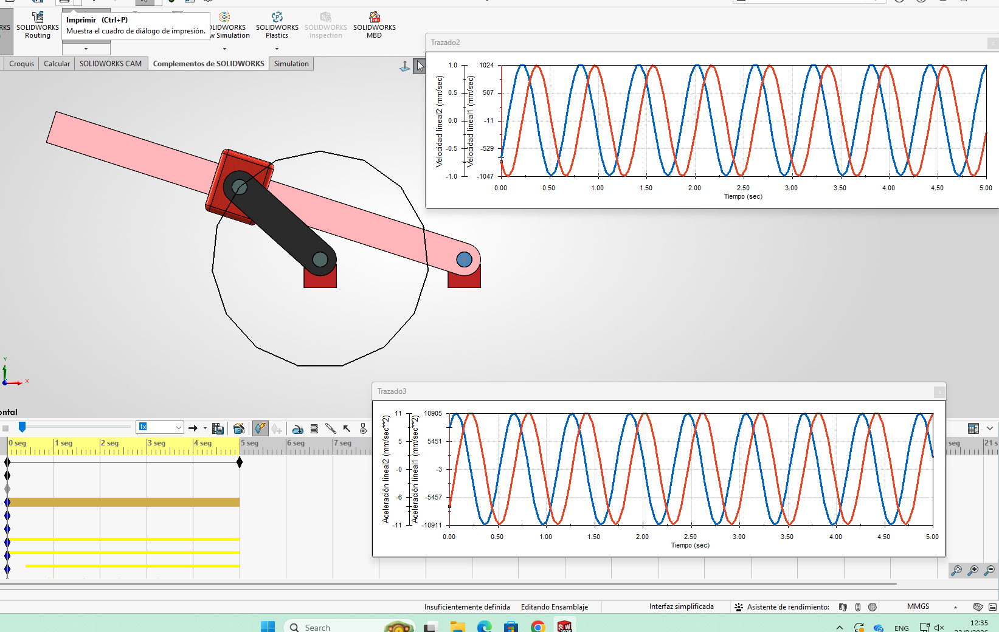 Imprimir (Ctrl+P)
Muestra el cuadro de diálogo de impresión.
SOLIDWORKS
Routing
SOLIDWORKS
Plastics
SOLIDWORKS
Inspection
SOLIDWORKS
MBD
Simulation
Croquis
Calcular
SOLIDWORKS CAM
Complementos de SOLIDWORKS
Simulation
Trazado2
Velocidad lineal2 (mm/sec)
1.0
0.5
0.0
-0.5
-1.0
Velocidad lineal1 (mm/sec)
1024
507
-11
-529
-1047
0.00 0.50 1.00 1.50 2.00 2.50 3.00 3.50 4.00 4.50 5.00
Tiempo (sec)
Y
X
Trazado3
Aceleración lineal2 (mm/sec**2)
11
5
-0
-6
-11
Aceleración lineal1 (mm/sec**2)
10905
5451
-3
-5457
-10911
0.00 0.50 1.00 1.50 2.00 2.50 3.00 3.50 4.00 4.50 5.00
Tiempo (sec)
ontal
1x
0 seg 1 seg 2 seg 3 seg 4 seg 5 seg 6 seg 7 seg
seg 21 s
Insuficientemente definida
Editando Ensamblaje
Interfaz simplificada
Asistente de rendimiento:
MMGS
Search
ENG
12:35